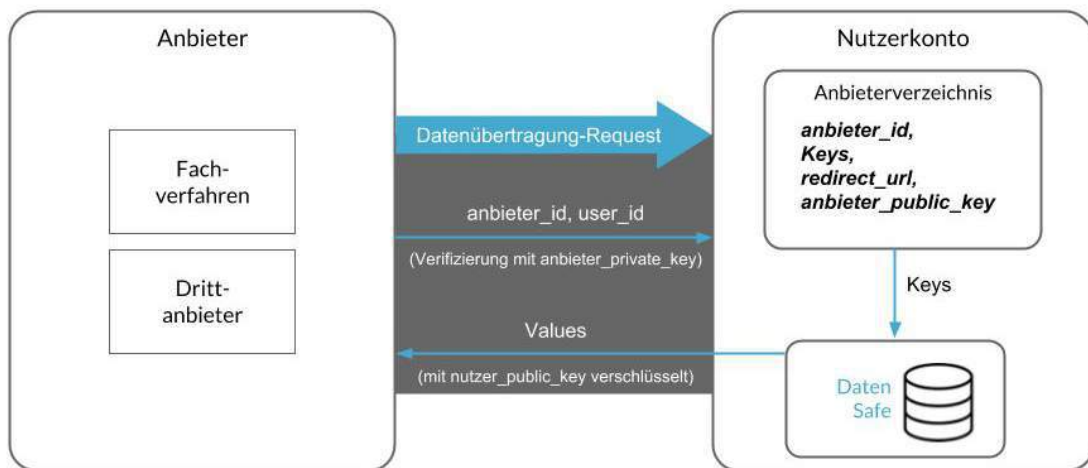 Anbieter
Fach-
verfahren
Dritt-
anbieter
Datenübertragung-Request
anbieter_id, user_id
(Verifizierung mit anbieter_private_key)
Values
(mit nutzer_public_key verschlüsselt)
Nutzerkonto
Anbieterverzeichnis
anbieter_id,
Keys,
redirect_url,
anbieter_public_key
Keys
Daten
Safe